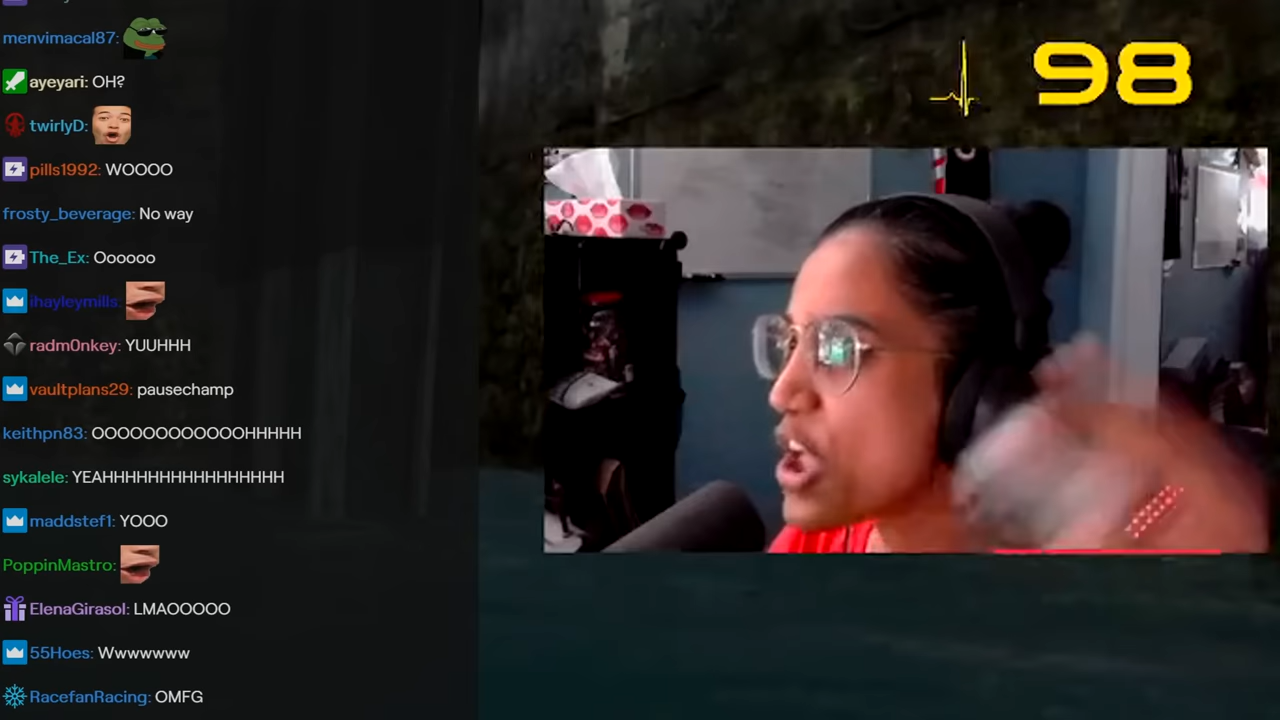 menvimacal87:
98
ayeyari: OH?
twirlyD:
pills1992: WOOOO
frosty_beverage: No way
The_Ex: Oooooo
ihayleymills:
radm0nkey: YUUHHH
vaultplans29: pausechamp
keithpn83: OOOOOOOOOOOOHHHHH
sykalele: YEAHHHHHHHHHHHHHHHH
maddstef1: YOOO
PoppinMastro:
ElenaGirasol: LMAOOOOO
55Hoes: Wwwwwww
RacefanRacing: OMFG